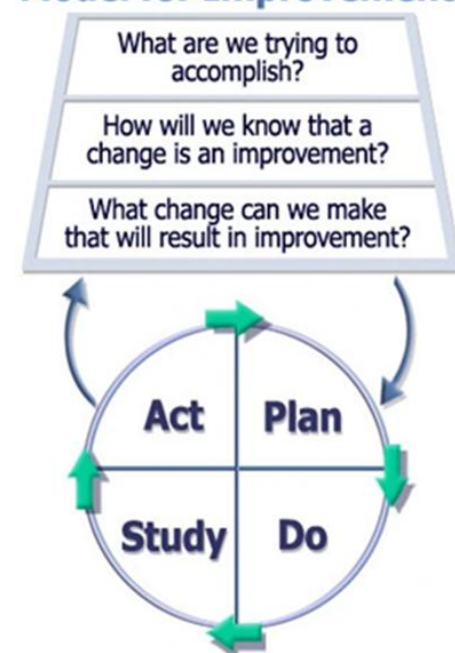 What are we trying to
accomplish?
How will we know that a
change is an improvement?
What change can we make
that will result in improvement?
Act Plan
Study Do